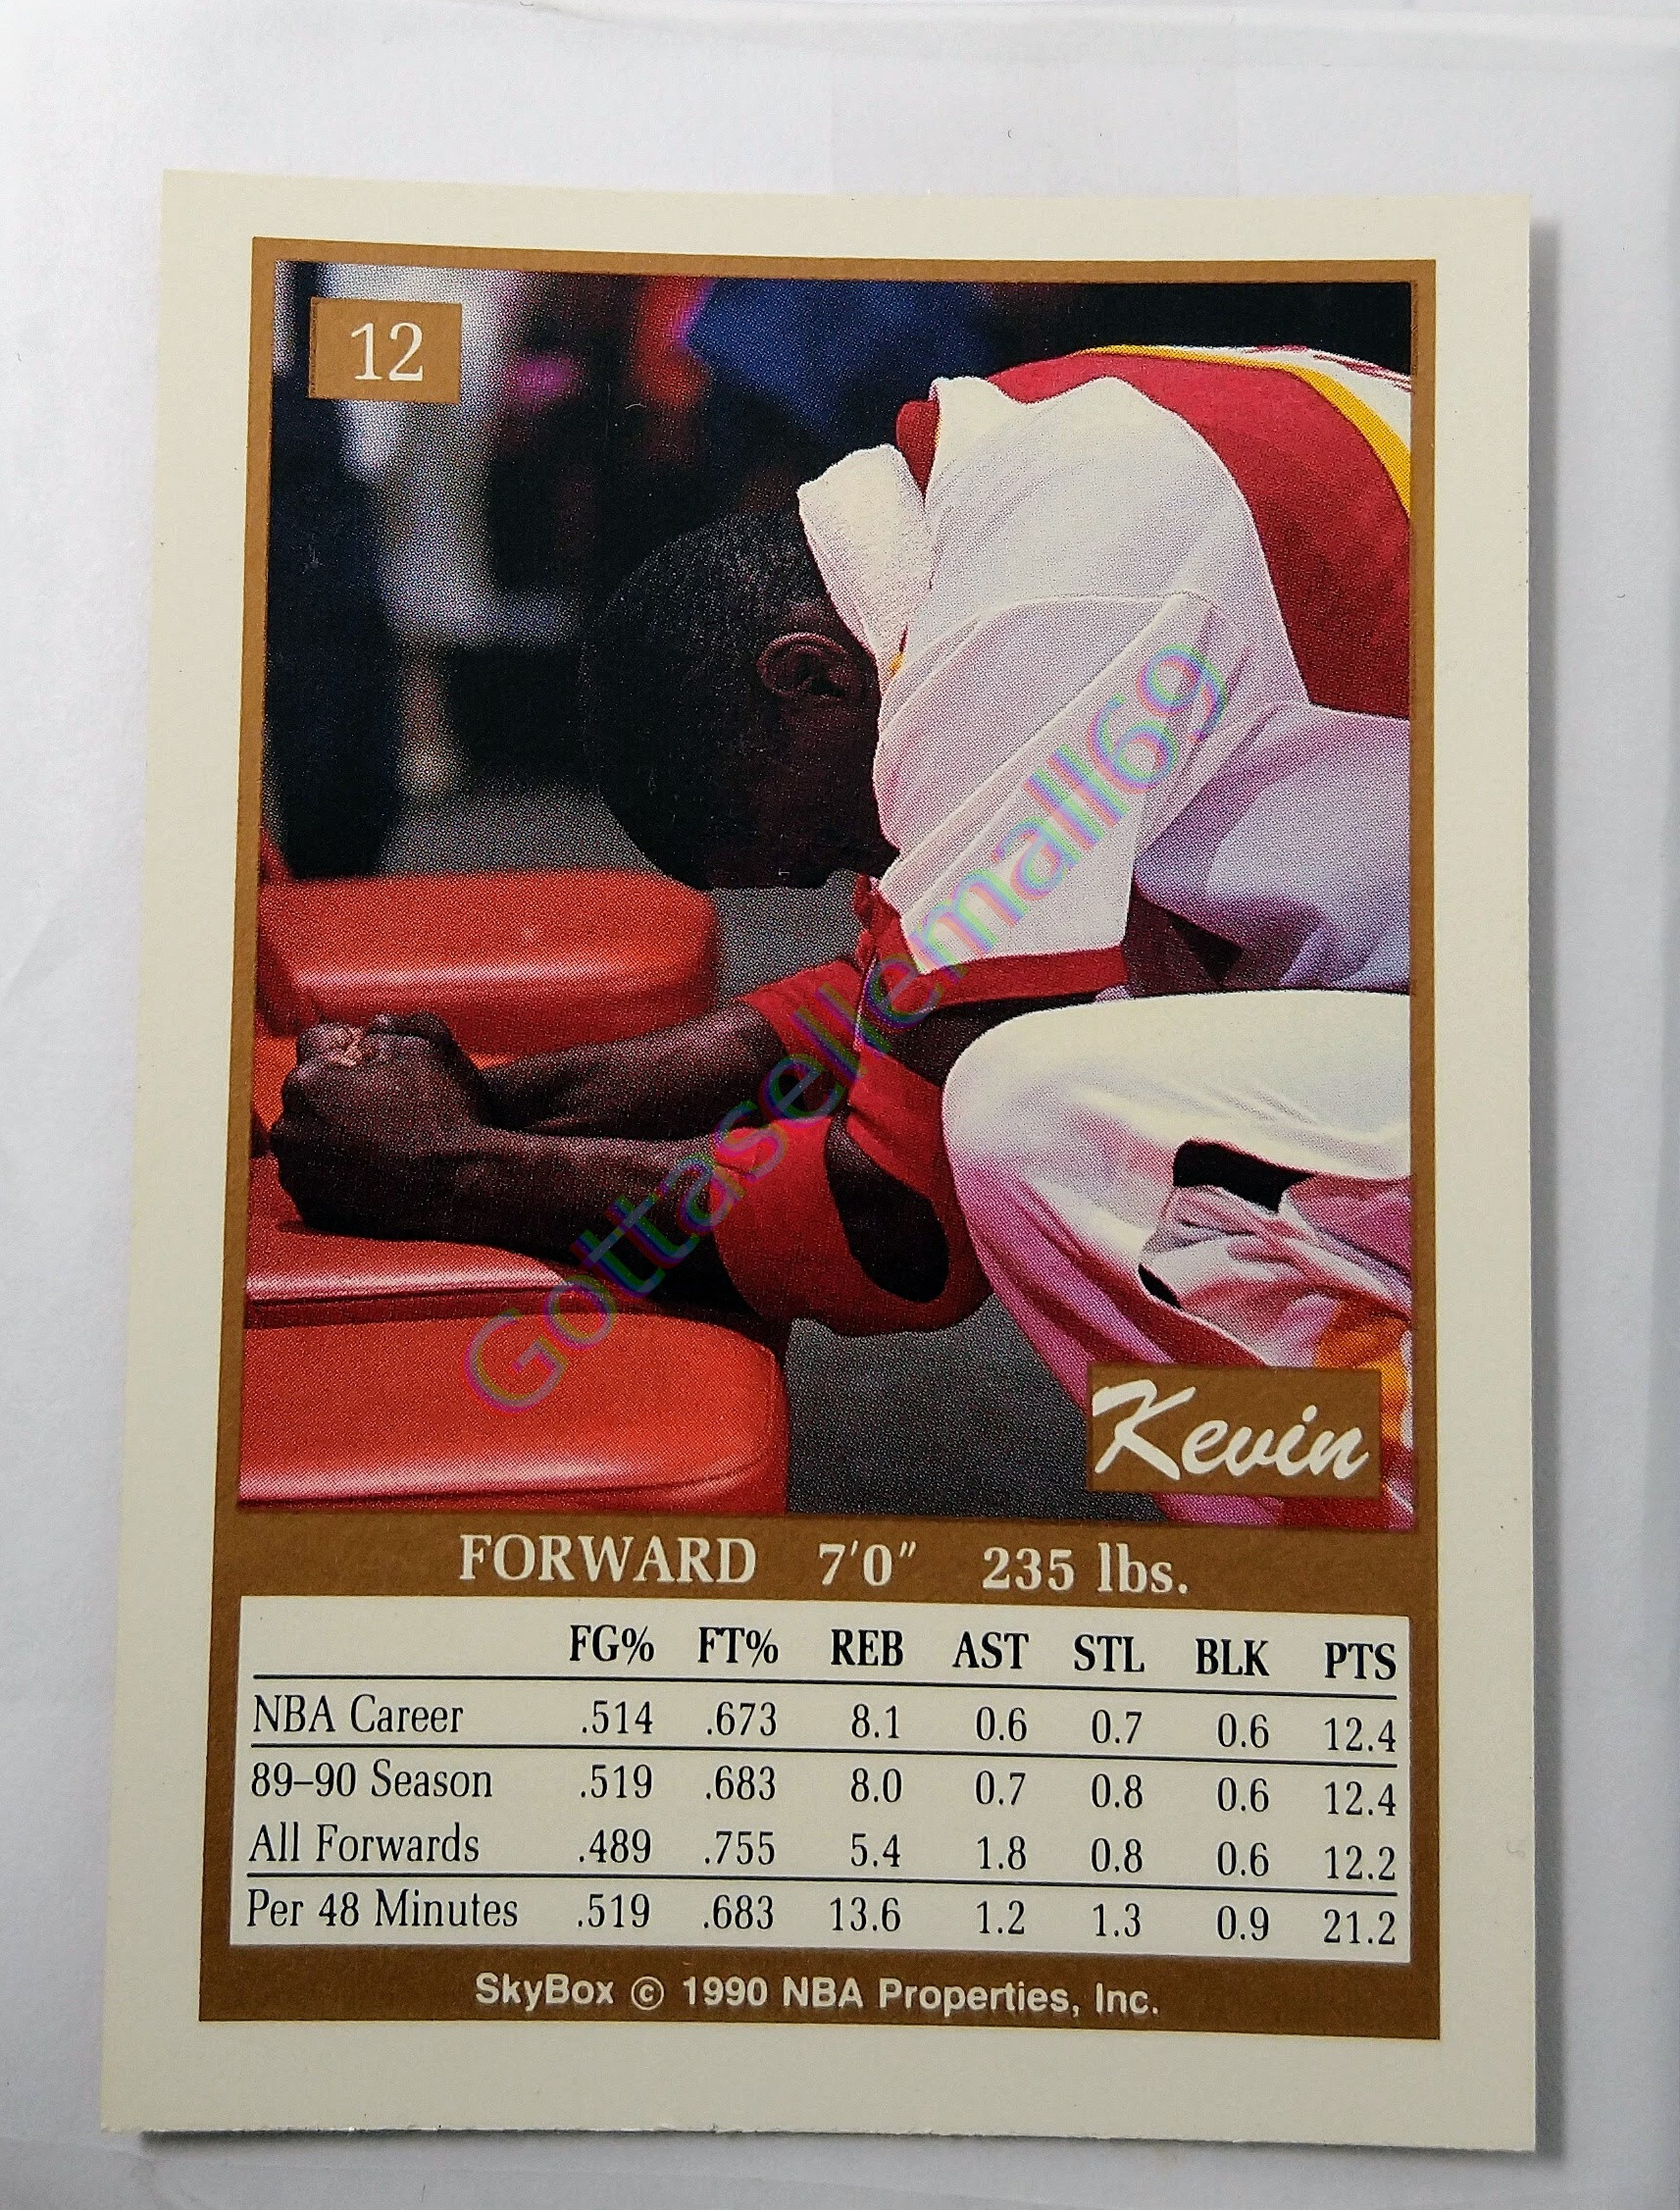 12
Gottasellemall69
Kevin
FORWARD 7'0" 235 lbs.
FG% FT% REB AST STL BLK PTS
NBA Career .514 .673 8.1 0.6 0.7 0.6 12.4
89–90 Season .519 .683 8.0 0.7 0.8 0.6 12.4
All Forwards .489 .755 5.4 1.8 0.8 0.6 12.2
Per 48 Minutes .519 .683 13.6 1.2 1.3 0.9 21.2
SkyBox © 1990 NBA Properties, Inc.